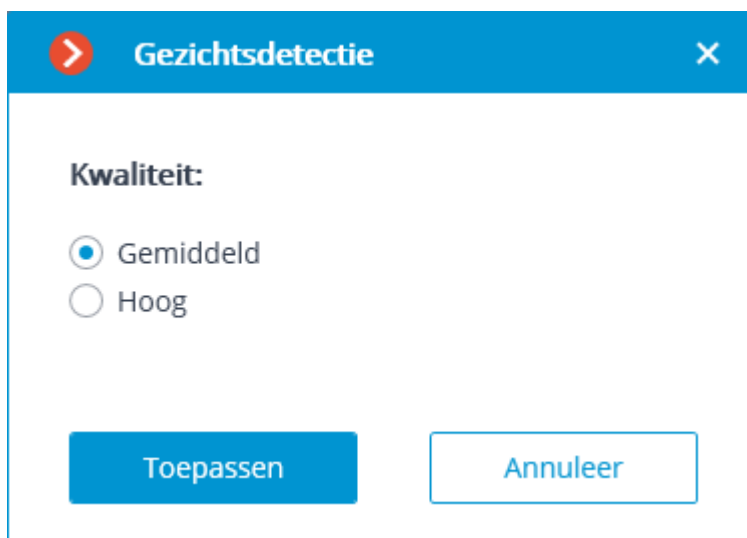 Gezichtsdetectie
Kwaliteit:
Gemiddeld
Hoog
Toepassen Annuleer